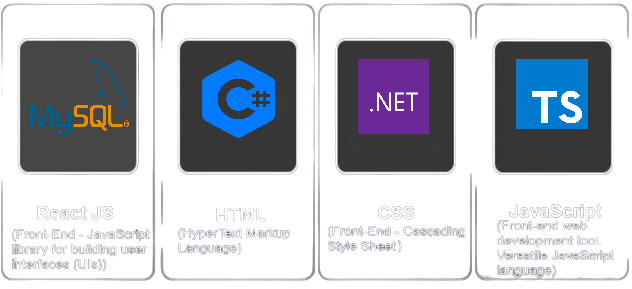 MySQL
C#
.NET
TS
React JS
(Front-End - JavaScript
library for building user
interfaces (UIs))
HTML
(HyperText Markup
Language)
CSS
(Front-End - Cascading
Style Sheet)
JavaScript
(Front-end web
development tool.
Versatile JavaScript
language)